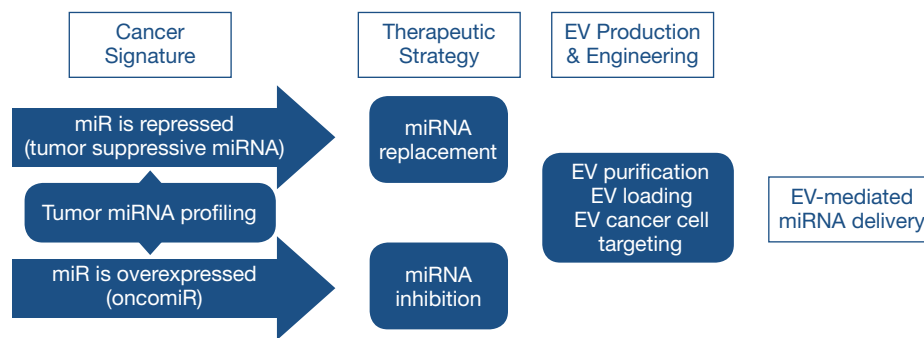 Cancer
Signature
Therapeutic
Strategy
EV Production
& Engineering
miR is repressed
(tumor suppressive miRNA)
miRNA
replacement
Tumor miRNA profiling
EV purification
EV loading
EV cancer cell
targeting
EV-mediated
miRNA delivery
miR is overexpressed
(oncomiR)
miRNA
inhibition